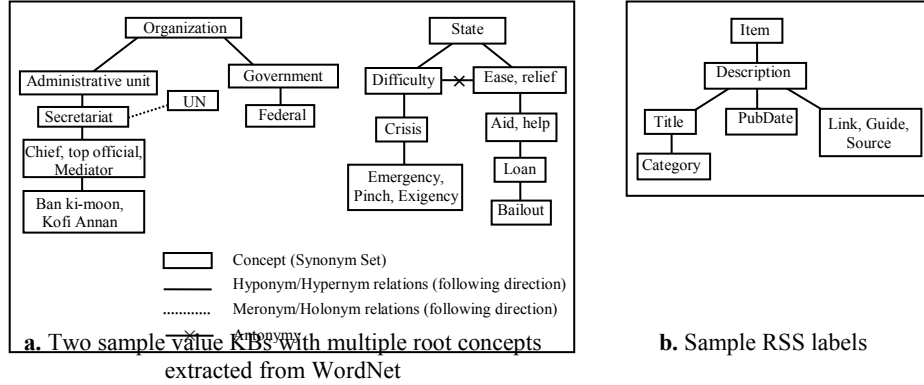 Organization
Administrative unit
Government
Secretariat
UN
Federal
Chief, top official,
Mediator
Ban ki-moon,
Kofi Annan
State
Difficulty
Ease, relief
Crisis
Aid, help
Emergency,
Pinch, Exigency
Loan
Bailout
Concept (Synonym Set)
Hyponym/Hypernym relations (following direction)
Meronym/Holonym relations (following direction)
Antonymy
a. Two sample value KBs with multiple root concepts
extracted from WordNet
Item
Description
Title
PubDate
Link, Guide,
Source
Category
b. Sample RSS labels